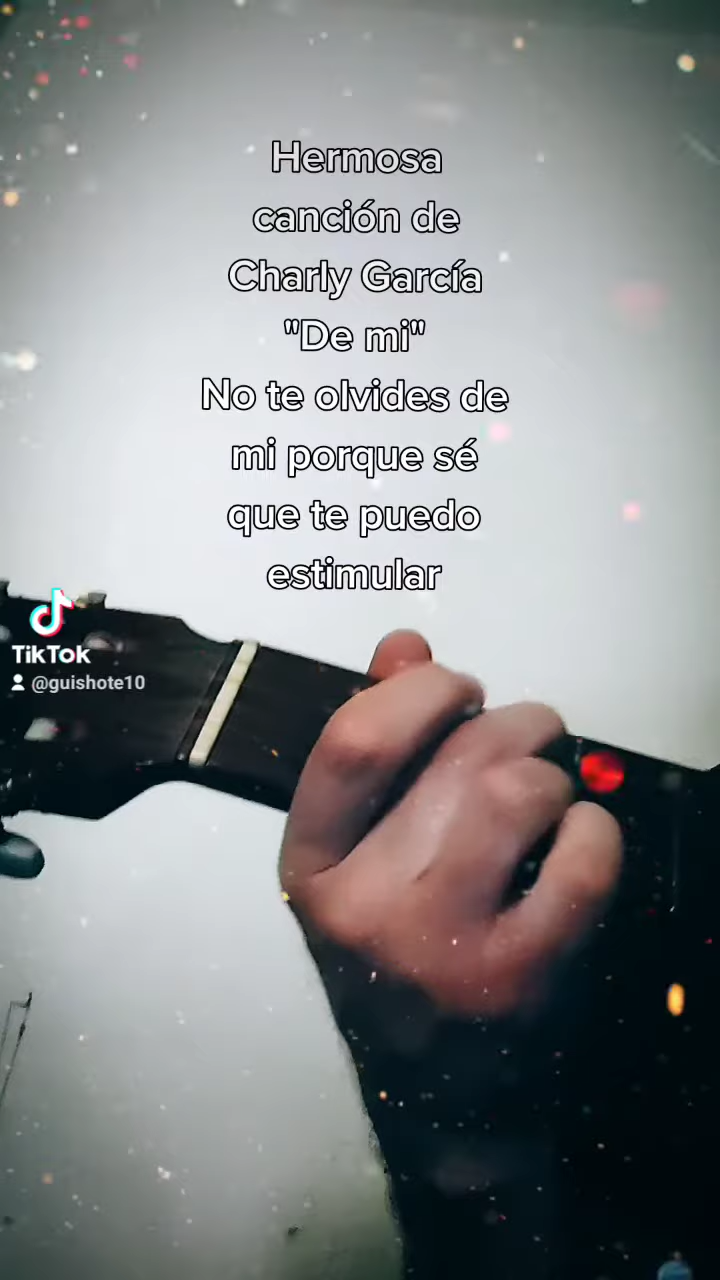 Hermosa
canción de
Charly García
"De mi"
No te olvides de
mi porque sé
que te puedo
estimular
TikTok
@guishote10